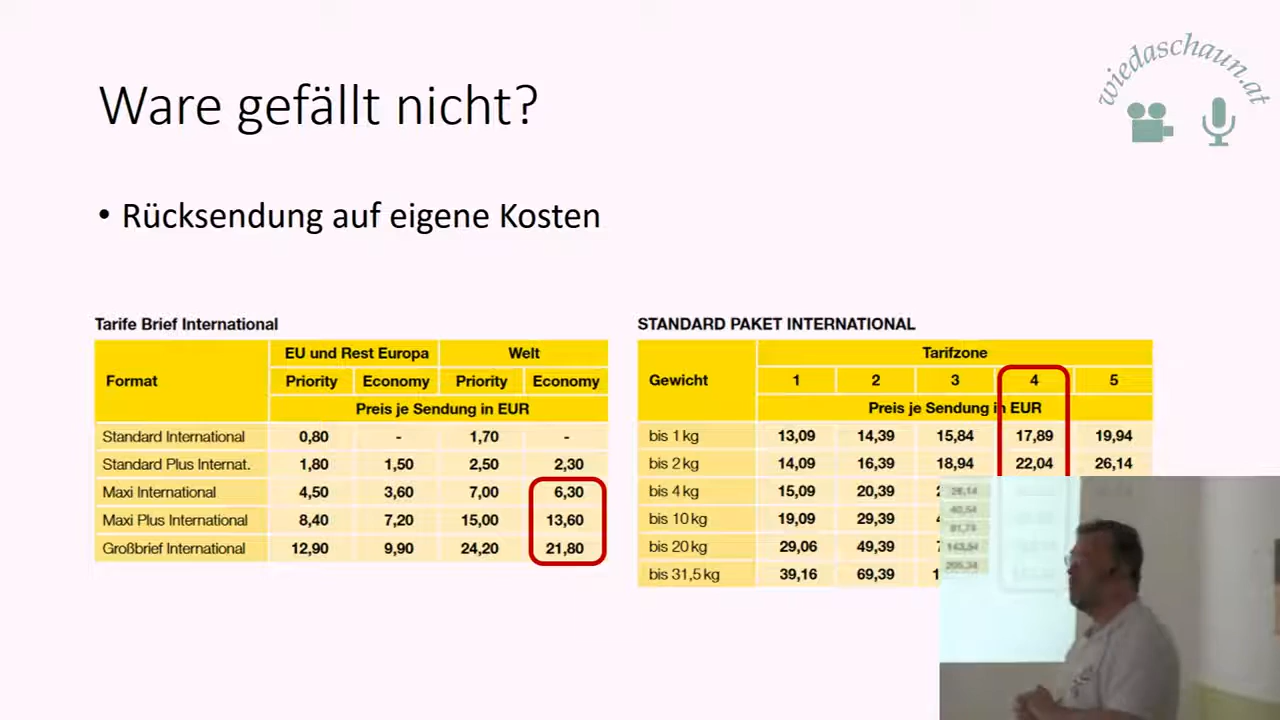 wiedaschaun.at
Ware gefällt nicht?
• Rücksendung auf eigene Kosten
Tarife Brief International
Format EU und Rest Europa Welt
Priority Economy Priority Economy
Preis je Sendung in EUR
Standard International 0,80 - 1,70 -
Standard Plus Internat. 1,80 1,50 2,50 2,30
Maxi International 4,50 3,60 7,00 6,30
Maxi Plus International 8,40 7,20 15,00 13,60
Großbrief International 12,90 9,90 24,20 21,80
STANDARD PAKET INTERNATIONAL
Gewicht Tarifzone
1 2 3 4 5
Preis je Sendung in EUR
bis 1 kg 13,09 14,39 15,84 17,89 19,94
bis 2 kg 14,09 16,39 18,94 22,04 26,14
bis 4 kg 15,09 20,39
bis 10 kg 19,09 29,39
bis 20 kg 29,06 49,39
bis 31,5 kg 39,16 69,39